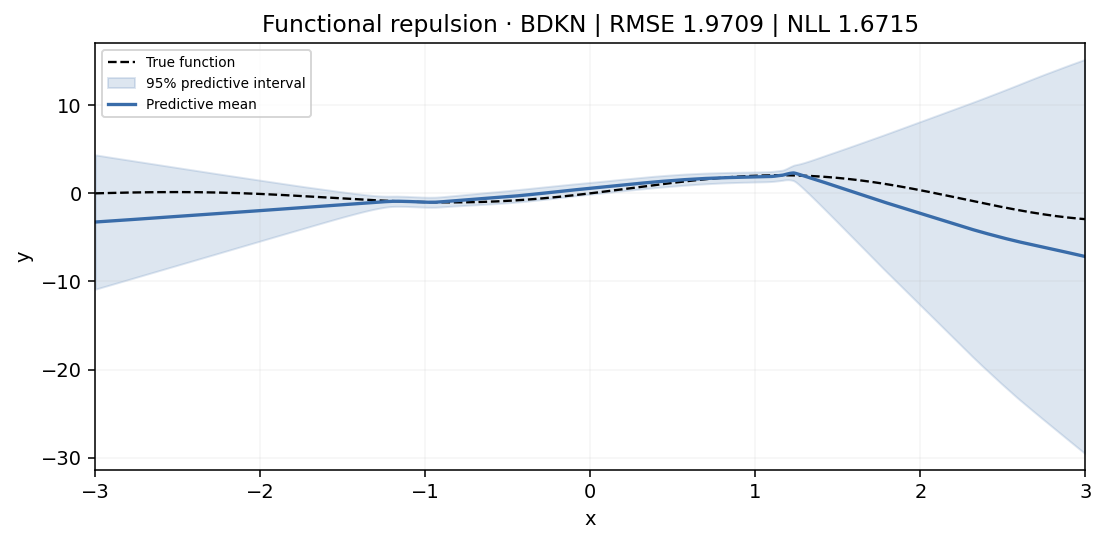 Functional repulsion · BDKN | RMSE 1.9709 | NLL 1.6715
True function
95% predictive interval
Predictive mean
10
0
−10
−20
−30
y
−3
−2
−1
0
1
2
3
x